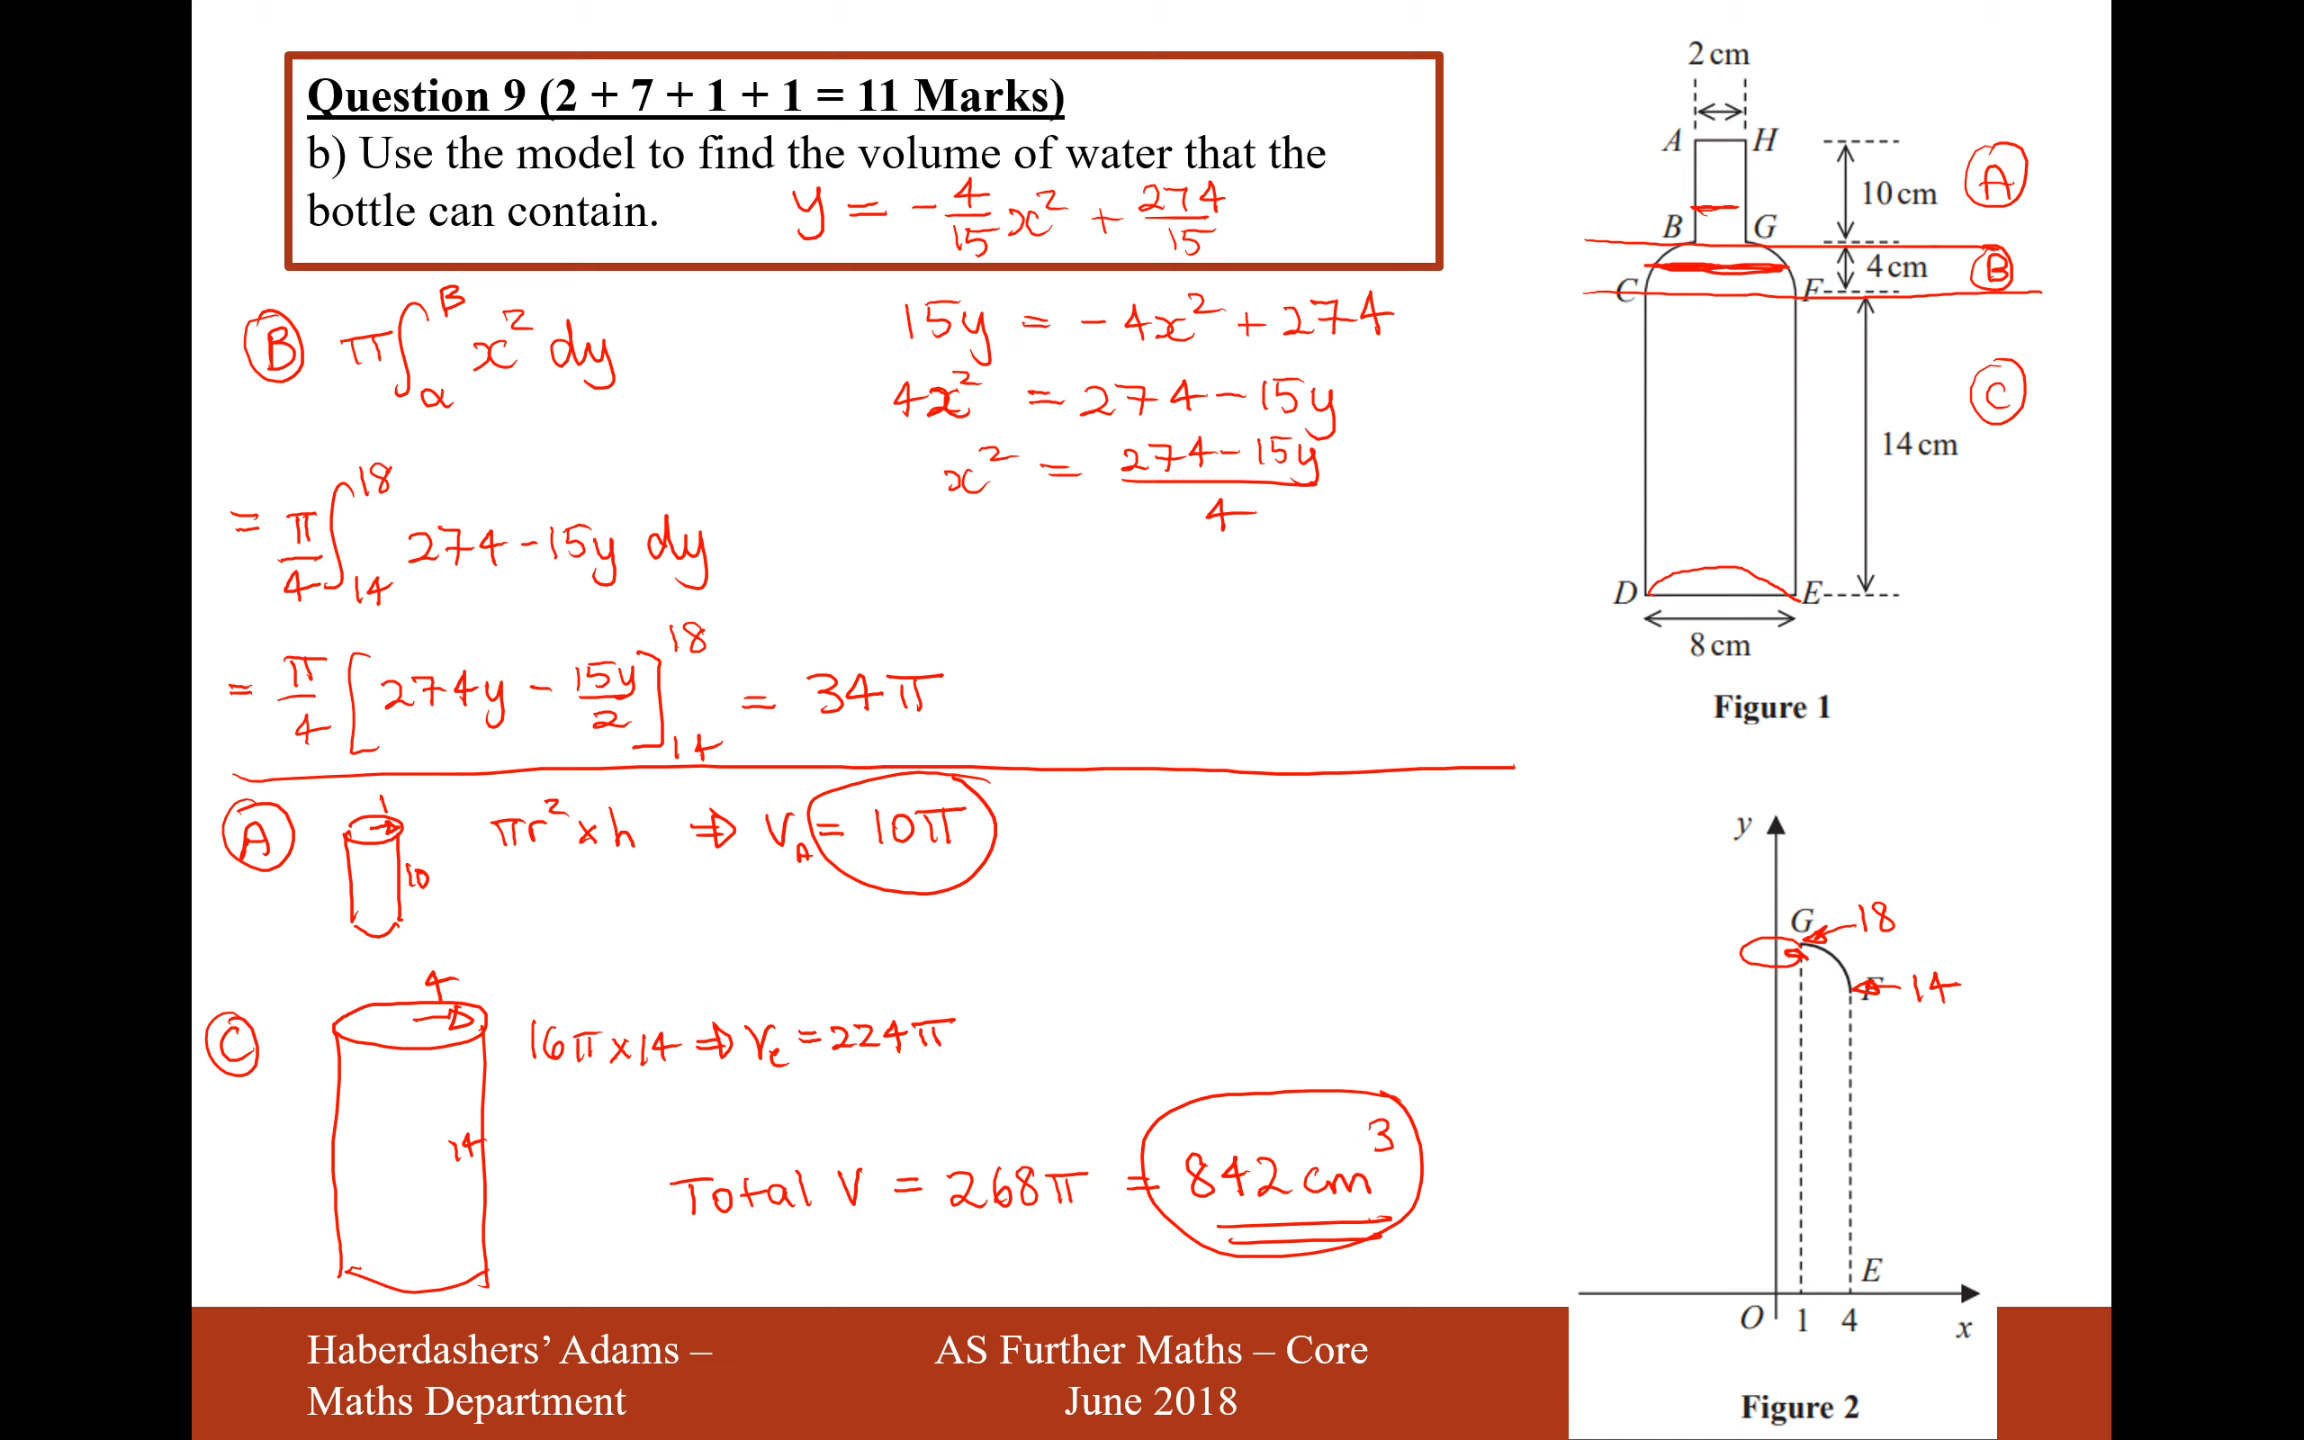 Question 9 (2 + 7 + 1 + 1 = 11 Marks)
b) Use the model to find the volume of water that the
bottle can contain.
y = -4/15 x² + 274/15
Ⓑ π∫_α^β x² dy
= π/4 ∫_14^18 274-15y dy
= π/4 [274y - 15y/2]_14^18 = 34π
15y = -4x² + 274
4x² = 274-15y
x² = (274-15y)/4
Ⓐ
1
10
πr² × h ⇒ V_A = 10π
Ⓒ
4
14
16π×14 ⇒ V_C = 224π
Total V = 268π = 842 cm³
2 cm
A H
10 cm
Ⓐ
B G
4 cm
Ⓑ
C F
Ⓒ
14 cm
D E
8 cm
Figure 1
y
G
18
F
14
E
O 1 4 x
Figure 2
Haberdashers’ Adams –
Maths Department
AS Further Maths – Core
June 2018